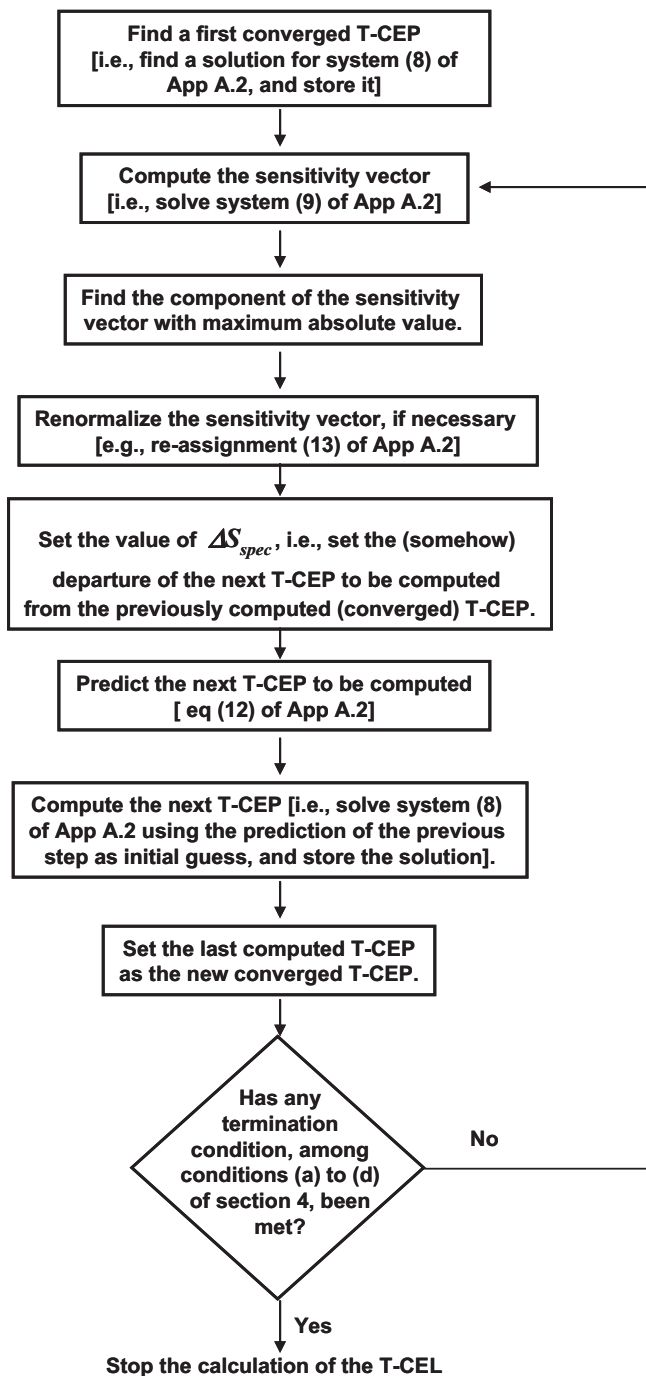 Find a first converged T-CEP
[i.e., find a solution for system (8) of
App A.2, and store it]
Compute the sensitivity vector
[i.e., solve system (9) of App A.2]
Find the component of the sensitivity
vector with maximum absolute value.
Renormalize the sensitivity vector, if necessary
[e.g., re-assignment (13) of App A.2]
Set the value of ΔS_spec, i.e., set the (somehow)
departure of the next T-CEP to be computed
from the previously computed (converged) T-CEP.
Predict the next T-CEP to be computed
[ eq (12) of App A.2]
Compute the next T-CEP [i.e., solve system (8)
of App A.2 using the prediction of the previous
step as initial guess, and store the solution].
Set the last computed T-CEP
as the new converged T-CEP.
Has any
termination
condition, among
conditions (a) to (d)
of section 4, been
met?
No
Yes
Stop the calculation of the T-CEL